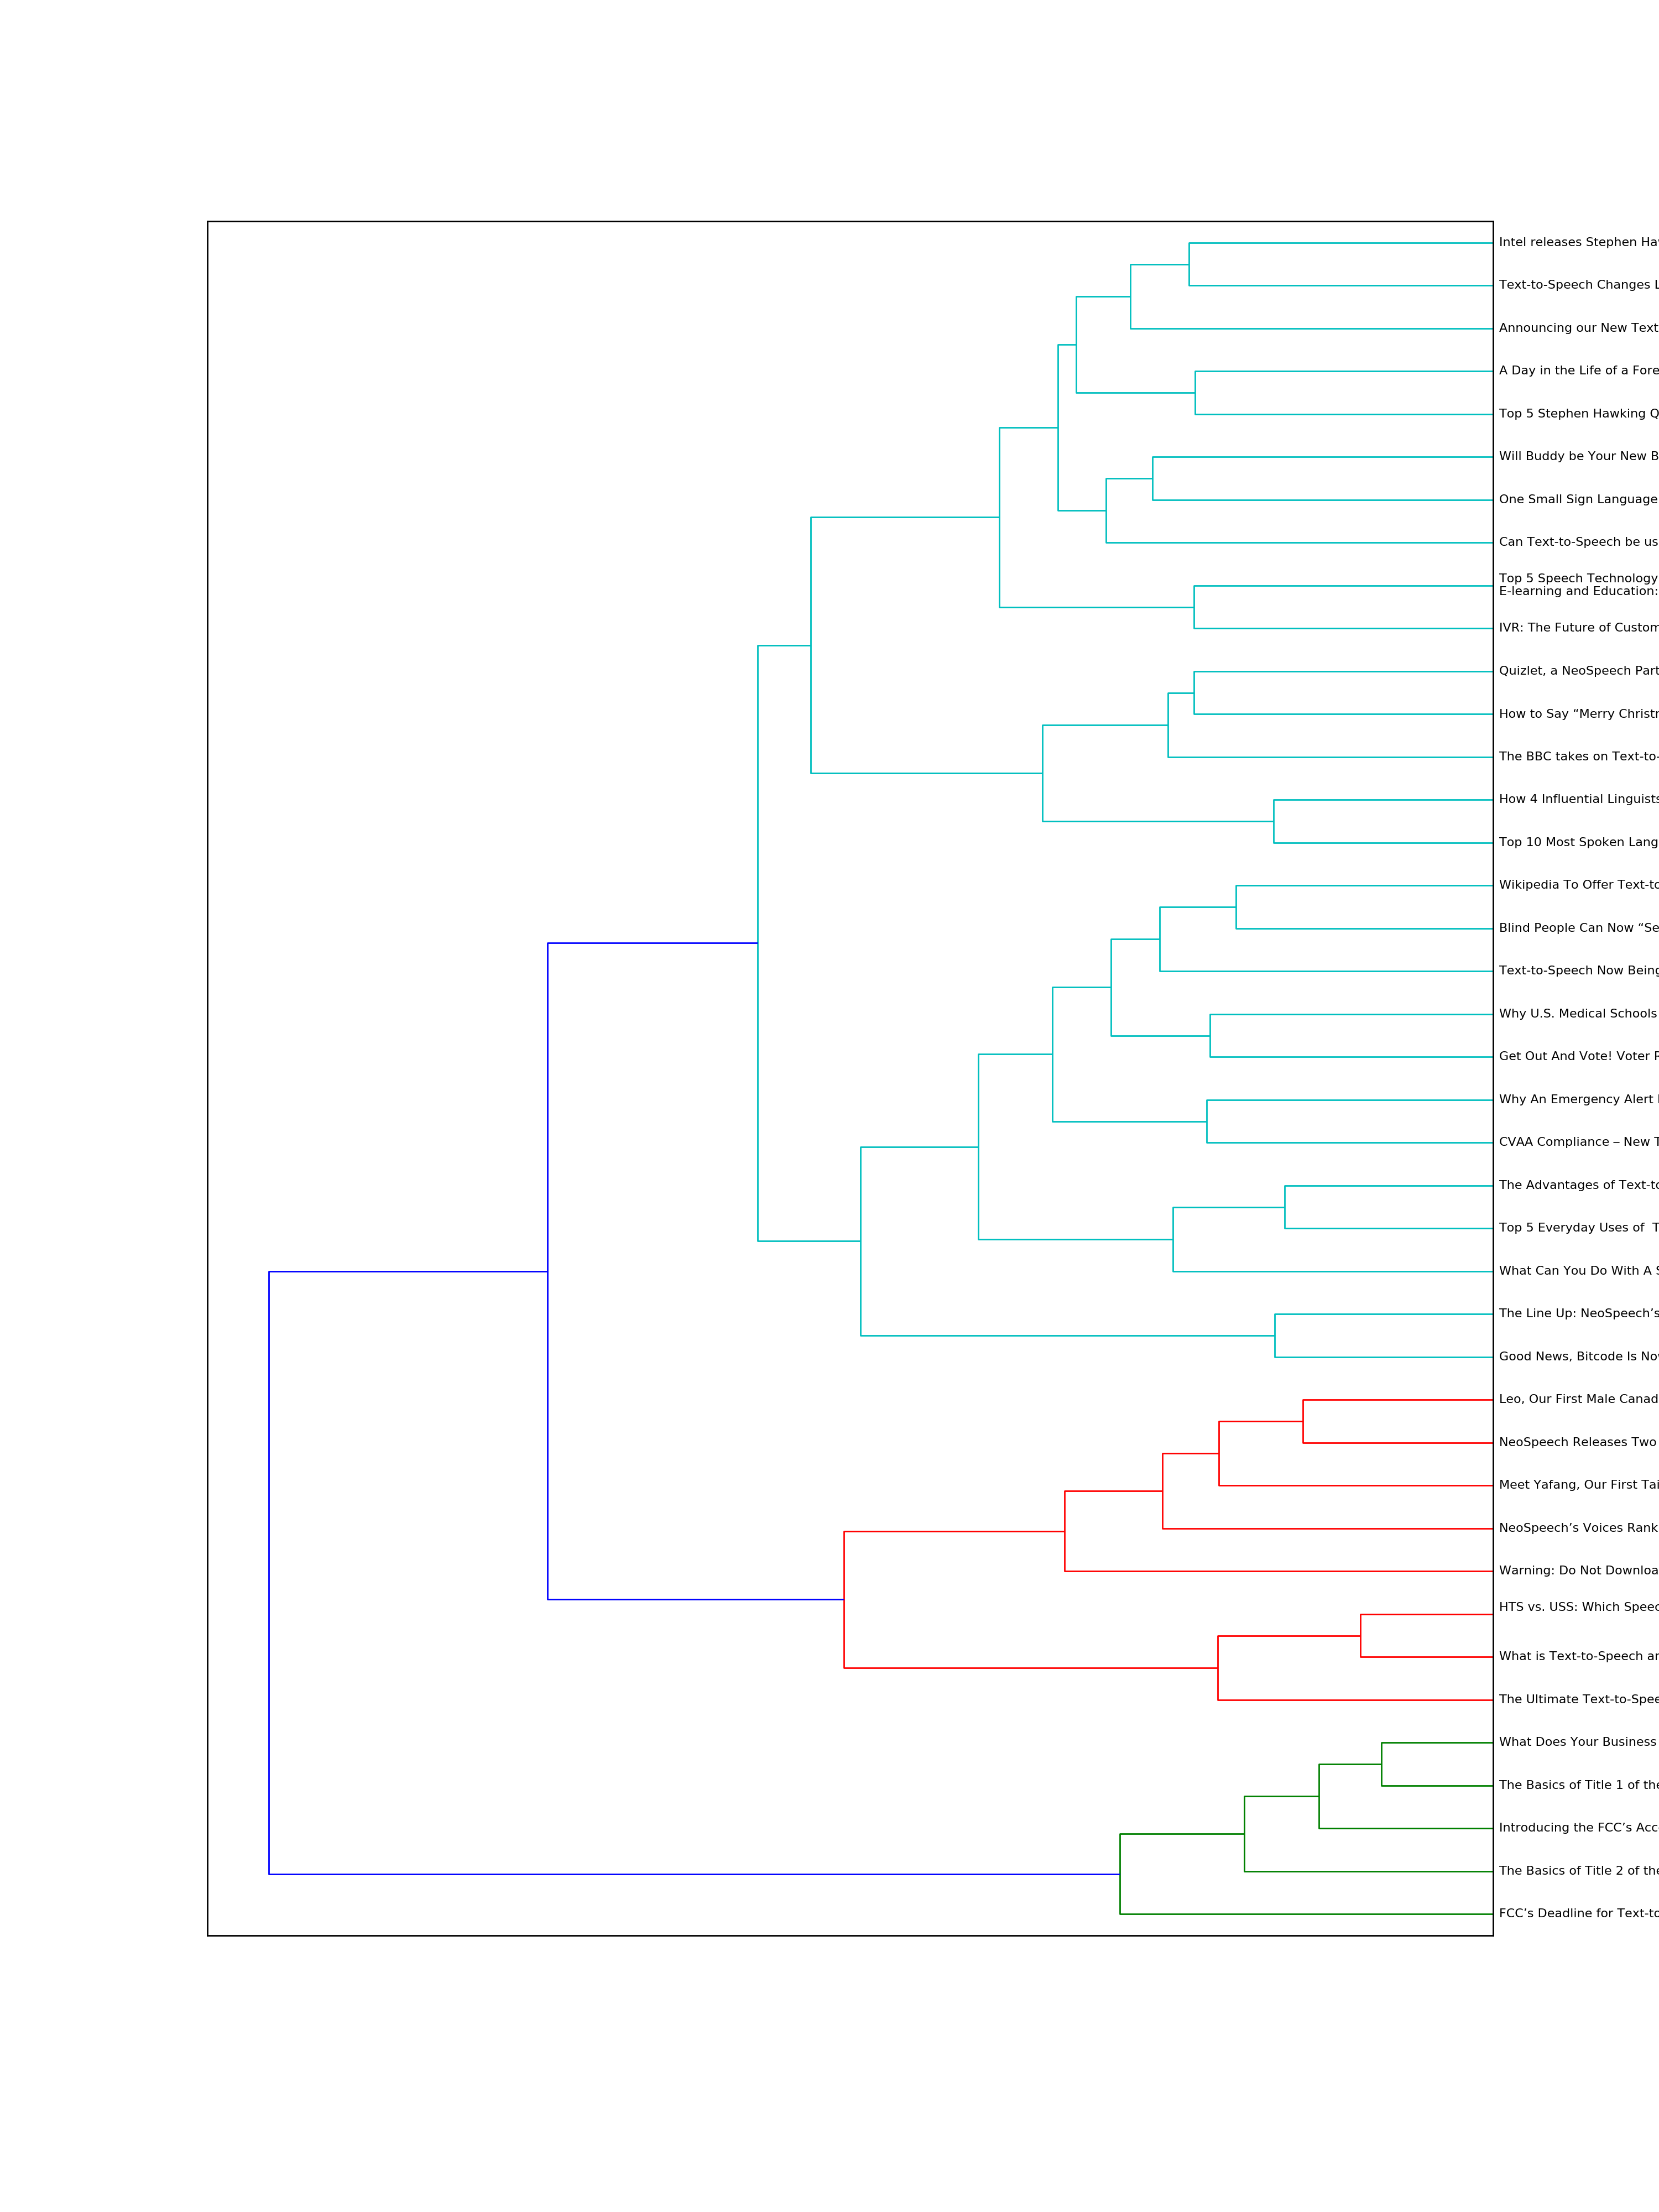 Intel releases Stephen Ha
Text-to-Speech Changes L
Announcing our New Text
A Day in the Life of a Fore
Top 5 Stephen Hawking Q
Will Buddy be Your New B
One Small Sign Language
Can Text-to-Speech be us
Top 5 Speech Technology
E-learning and Education:
IVR: The Future of Custom
Quizlet, a NeoSpeech Part
How to Say “Merry Christm
The BBC takes on Text-to-
How 4 Influential Linguists
Top 10 Most Spoken Lang
Wikipedia To Offer Text-to
Blind People Can Now “Se
Text-to-Speech Now Being
Why U.S. Medical Schools
Get Out And Vote! Voter
Why An Emergency Alert
CVAA Compliance – New T
The Advantages of Text-to
Top 5 Everyday Uses of T
What Can You Do With A S
The Line Up: NeoSpeech’s
Good News, Bitcode Is No
Leo, Our First Male Canad
NeoSpeech Releases Two
Meet Yafang, Our First Tai
NeoSpeech’s Voices Rank
Warning: Do Not Downloa
HTS vs. USS: Which Speec
What is Text-to-Speech a
The Ultimate Text-to-Spee
What Does Your Business
The Basics of Title 1 of the
Introducing the FCC’s Acc
The Basics of Title 2 of the
FCC’s Deadline for Text-to